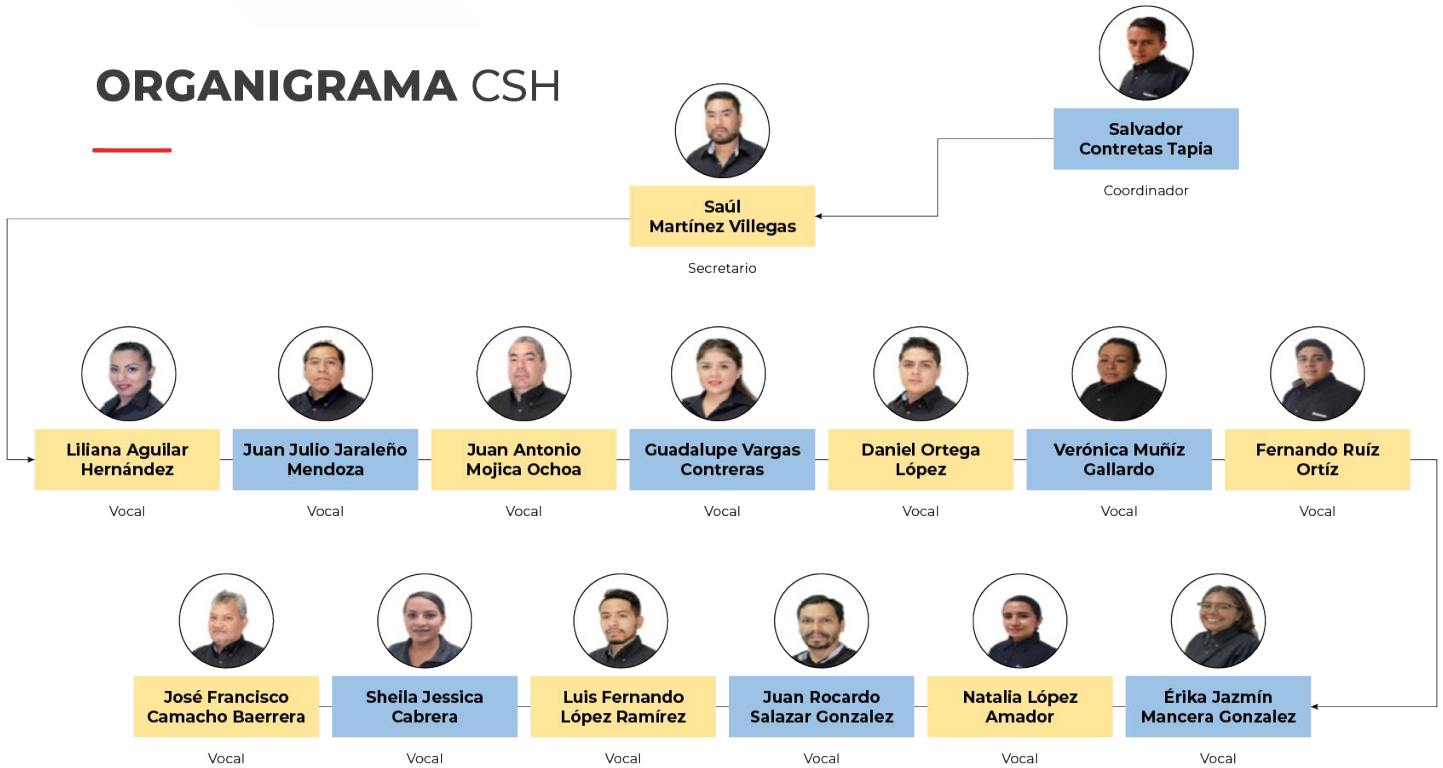 ORGANIGRAMA CSH
Salvador
Contretas Tapia
Coordinador
Saúl
Martínez Villegas
Secretario
Liliana Aguilar
Hernández
Vocal
Juan Julio Jaraleño
Mendoza
Vocal
Juan Antonio
Mojica Ochoa
Vocal
Guadalupe Vargas
Contreras
Vocal
Daniel Ortega
López
Vocal
Verónica Muñíz
Gallardo
Vocal
Fernando Ruíz
Ortíz
Vocal
José Francisco
Camacho Baerrera
Vocal
Sheila Jessica
Cabrera
Vocal
Luis Fernando
López Ramírez
Vocal
Juan Rocardo
Salazar Gonzalez
Vocal
Natalia López
Amador
Vocal
Érika Jazmín
Mancera Gonzalez
Vocal